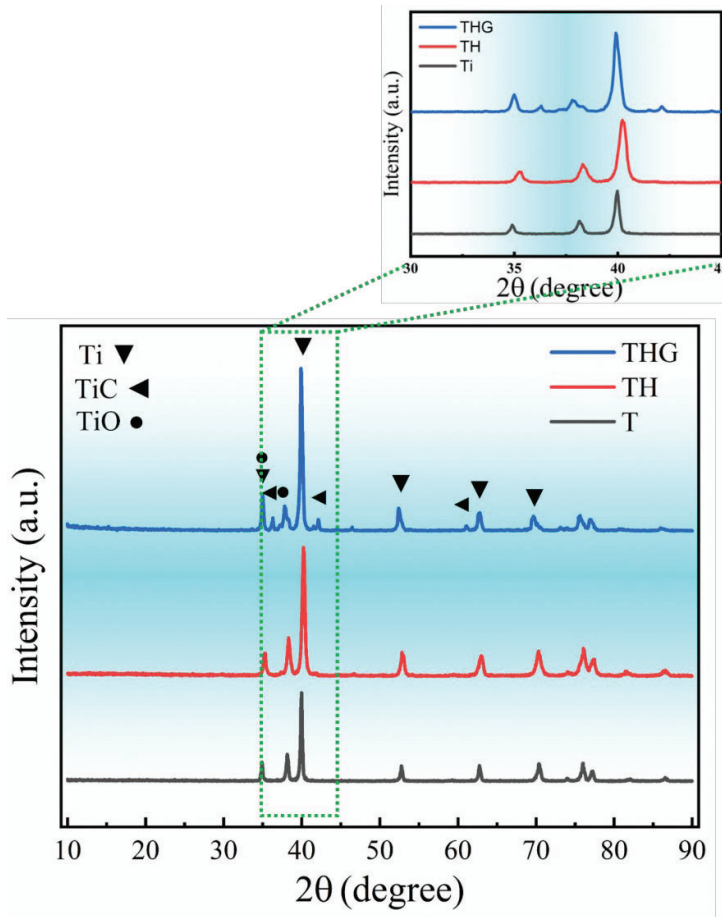 THG
TH
Ti
Intensity (a.u.)
30 35 40 4
2θ (degree)
Ti
TiC
TiO
THG
TH
T
Intensity (a.u.)
10 20 30 40 50 60 70 80 90
2θ (degree)